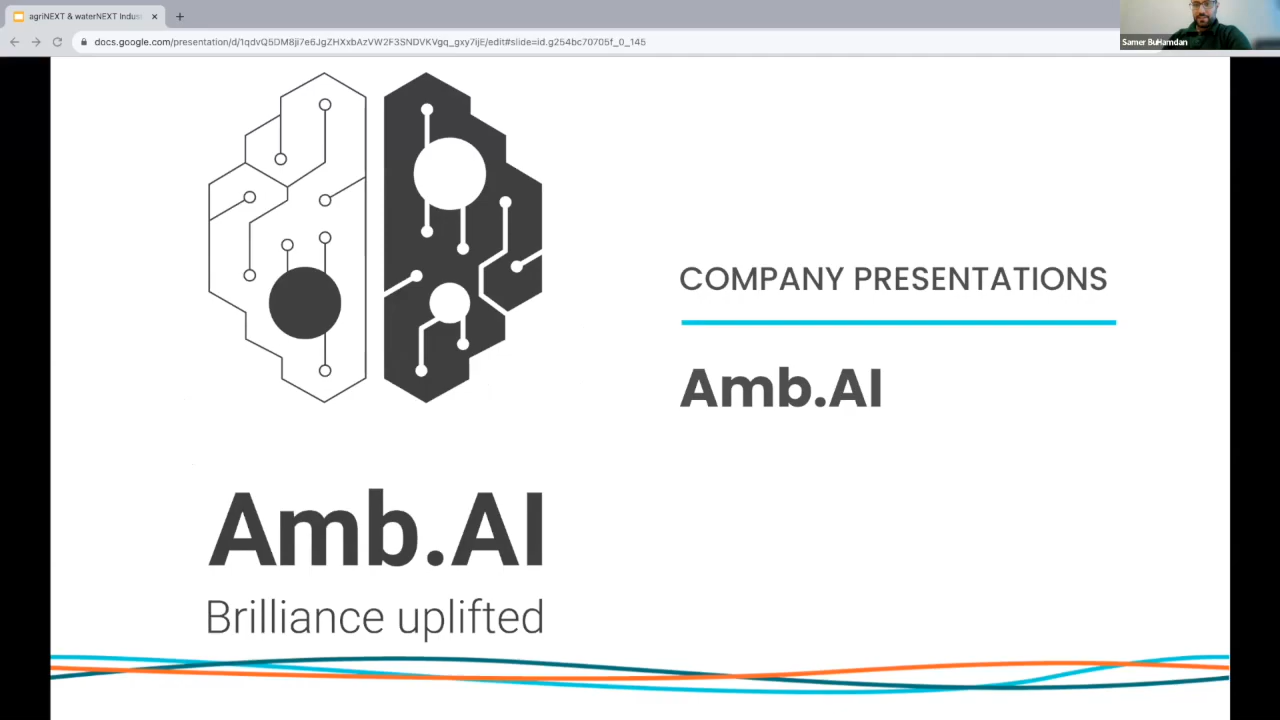 agriNEXT & waterNEXT Indus
docs.google.com/presentation/d/1qdvQ5DM8ji7e6JgZHXxbAzVW2F3SNDVKVgq_gxy7ijE/edit#slide=id.g254bc70705f_0_145
Samer BuHamdan
COMPANY PRESENTATIONS
Amb.AI
Amb.AI
Brilliance uplifted